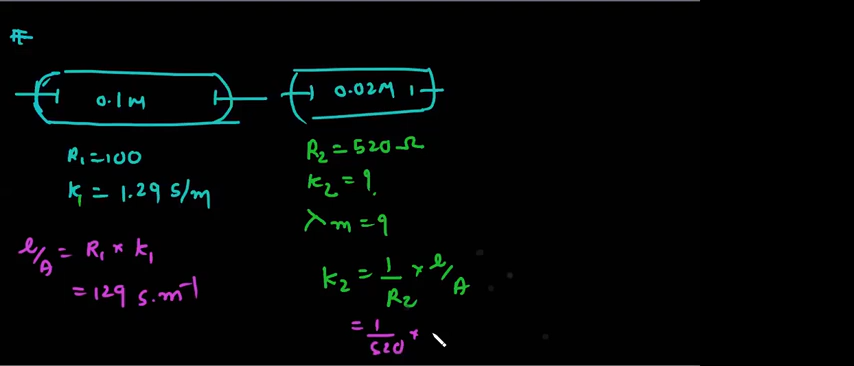 #
0.1M
0.02M
R₁ = 100
k₁ = 1.29 S/m
l/A = R₁ × k₁
= 129 S.m⁻¹
R₂ = 520 Ω
k₂ = ?
λm = ?
k₂ = 1/R₂ × l/A
= 1/520 ×